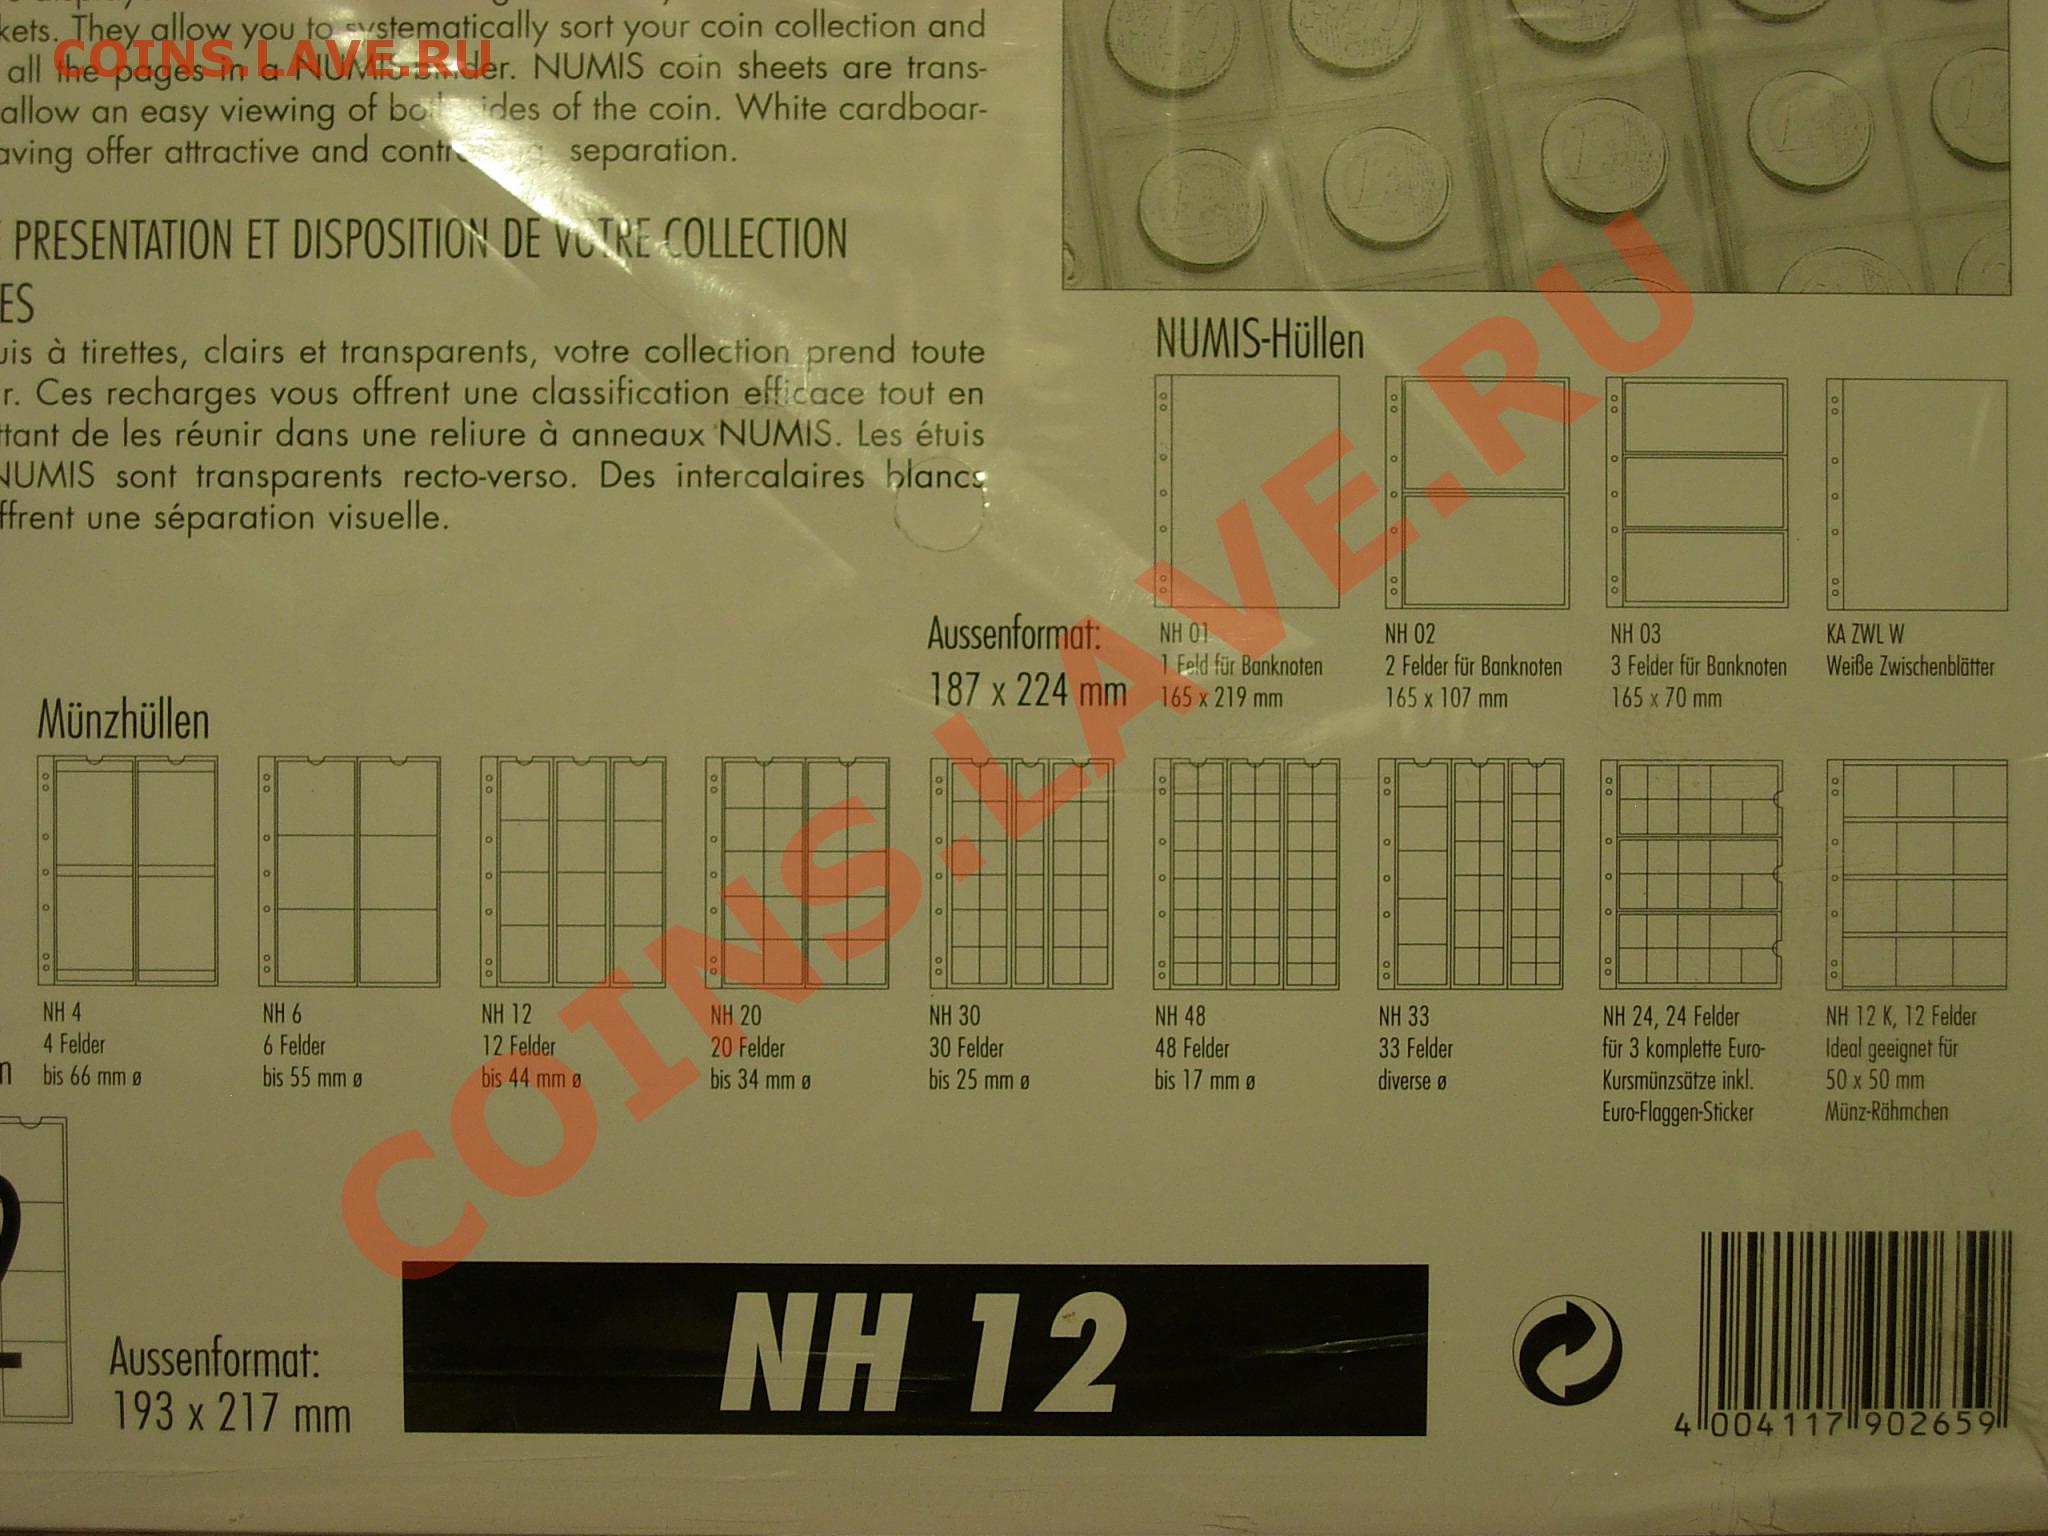 kets. They allow you to systematically sort your coin collection and
COINS.LAVE.RU
all the pages in a NUMIS binder. NUMIS coin sheets are trans-
allow an easy viewing of both sides of the coin. White cardboar-
aving offer attractive and separation.
E PRESENTATION ET DISPOSITION DE VOTRE COLLECTION
ES
uis à tirettes, clairs et transparents, votre collection prend toute
r. Ces recharges vous offrent une classification efficace tout en
ttant de les réunir dans une reliure à anneaux NUMIS. Les étuis
NUMIS sont transparents recto-verso. Des intercalaires blancs
ffrent une séparation visuelle.
NUMIS-Hüllen
Aussenformat:
187 x 224 mm
NH 01
1 Feld für Banknoten
165 x 219 mm
NH 02
2 Felder für Banknoten
165 x 107 mm
NH 03
3 Felder für Banknoten
165 x 70 mm
KA ZWL W
Weiße Zwischenblätter
Münzhüllen
NH 4
4 Felder
bis 66 mm ø
NH 6
6 Felder
bis 55 mm ø
NH 12
12 Felder
bis 44 mm ø
NH 20
20 Felder
bis 34 mm ø
NH 30
30 Felder
bis 25 mm ø
NH 48
48 Felder
bis 17 mm ø
NH 33
33 Felder
diverse ø
NH 24, 24 Felder
für 3 komplette Euro-
Kursmünzsätze inkl.
Euro-Flaggen-Sticker
NH 12 K, 12 Felder
Ideal geeignet für
50 x 50 mm
Münz-Rähmchen
COINS.LAVE.RU
Aussenformat:
193 x 217 mm
NH 12
4 004117 902659